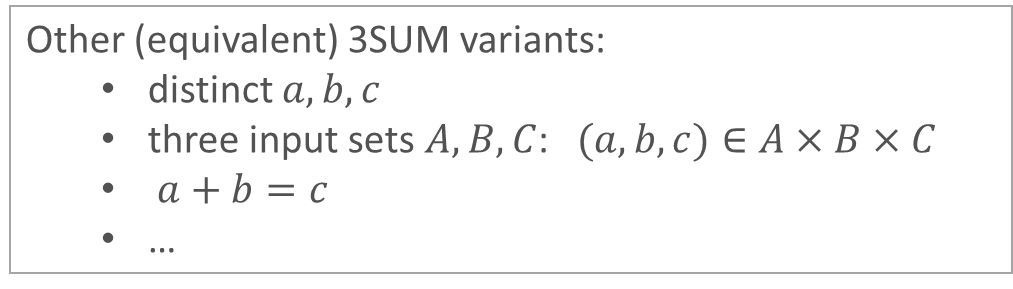 Other (equivalent) 3SUM variants:
• distinct a, b, c
• three input sets A, B, C: (a, b, c) ∈ A × B × C
• a + b = c
• ...